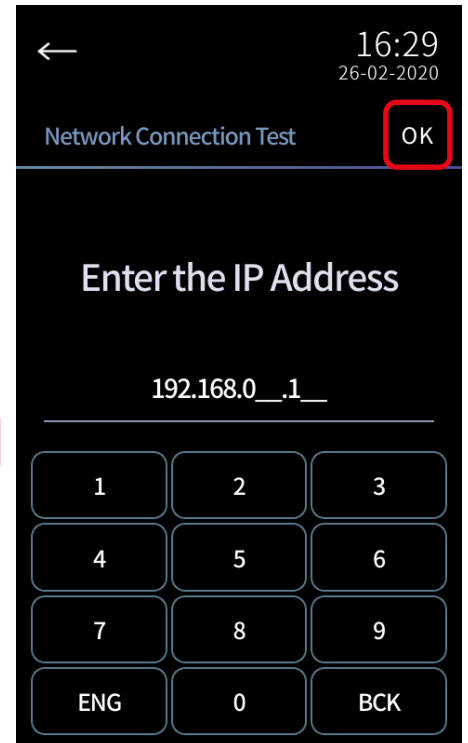 ←
16:29
26-02-2020
Network Connection Test OK
Enter the IP Address
192.168.0__.1__
1 2 3
4 5 6
7 8 9
ENG 0 BCK